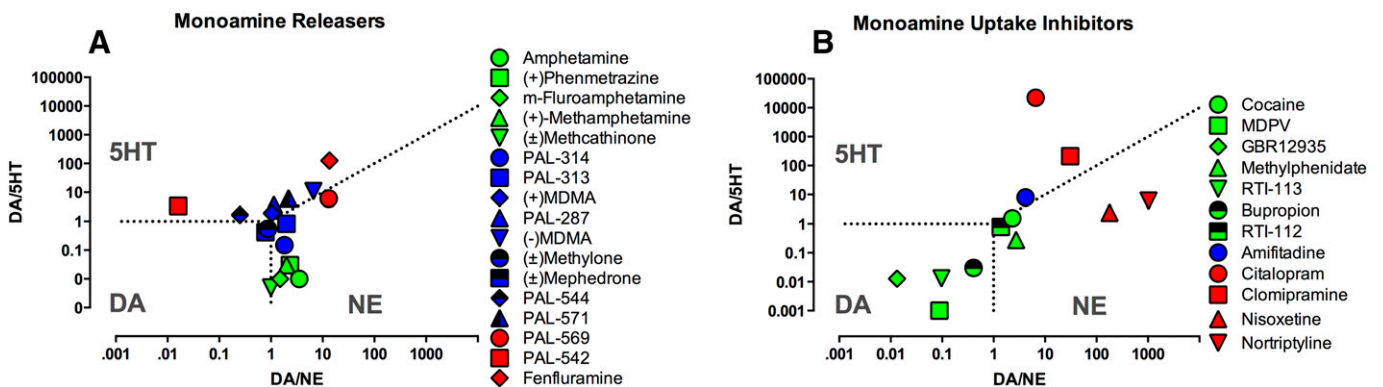 Monoamine Releasers
A
100000
10000
1000
100
10
1
0.1
0
0
DA/5HT
5HT
DA
NE
.001
.01
0.1
1
10
100
1000
DA/NE
Amphetamine
(+)Phenmetrazine
m-Fluroamphetamine
(+)-Methamphetamine
(±)Methcathinone
PAL-314
PAL-313
(+)MDMA
PAL-287
(-)MDMA
(±)Methylone
(±)Mephedrone
PAL-544
PAL-571
PAL-569
PAL-542
Fenfluramine
Monoamine Uptake Inhibitors
B
100000
10000
1000
100
10
1
0.1
0.01
0.001
DA/5HT
5HT
DA
NE
.001
.01
0.1
1
10
100
1000
DA/NE
Cocaine
MDPV
GBR12935
Methylphenidate
RTI-113
Bupropion
RTI-112
Amifitadine
Citalopram
Clomipramine
Nisoxetine
Nortriptyline